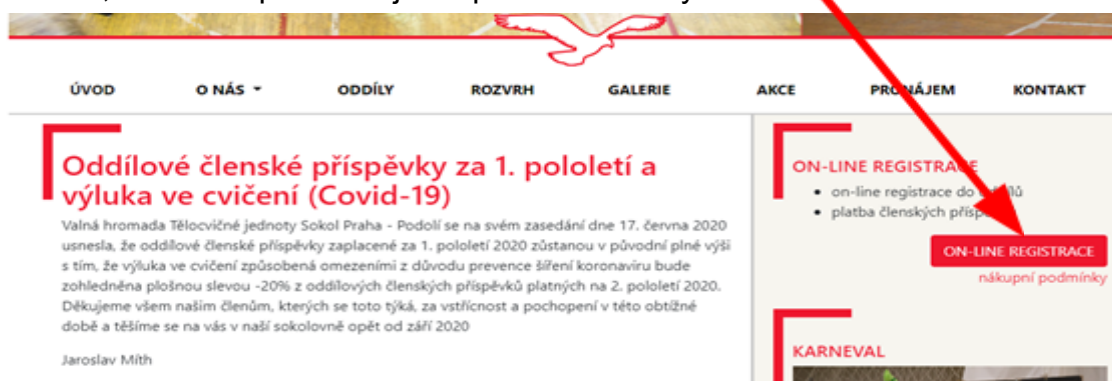 ÚVOD O NÁS ODDÍLY ROZVRH GALERIE AKCE PRONÁJEM KONTAKT
Oddílové členské příspěvky za 1. pololetí a
výluka ve cvičení (Covid-19)
Valná hromada Tělocvičné jednoty Sokol Praha - Podolí se na svém zasedání dne 17. června 2020
usnesla, že oddílové členské příspěvky zaplacené za 1. pololetí 2020 zůstanou v původní plné výši
s tím, že výluka ve cvičení způsobená omezeními z důvodu prevence šíření koronaviru bude
zohledněna plošnou slevou -20% z oddílových členských příspěvků platných na 2. pololetí 2020.
Děkujeme všem našim členům, kterých se toto týká, za vstřícnost a pochopení v této obtížné
době a těšíme se na vás v naší sokolovně opět od září 2020
Jaroslav Míth
ON-LINE REGISTRACE
on-line registrace do
platba členských
ON-LINE REGISTRACE
nákupní podmínky
KARNEVAL